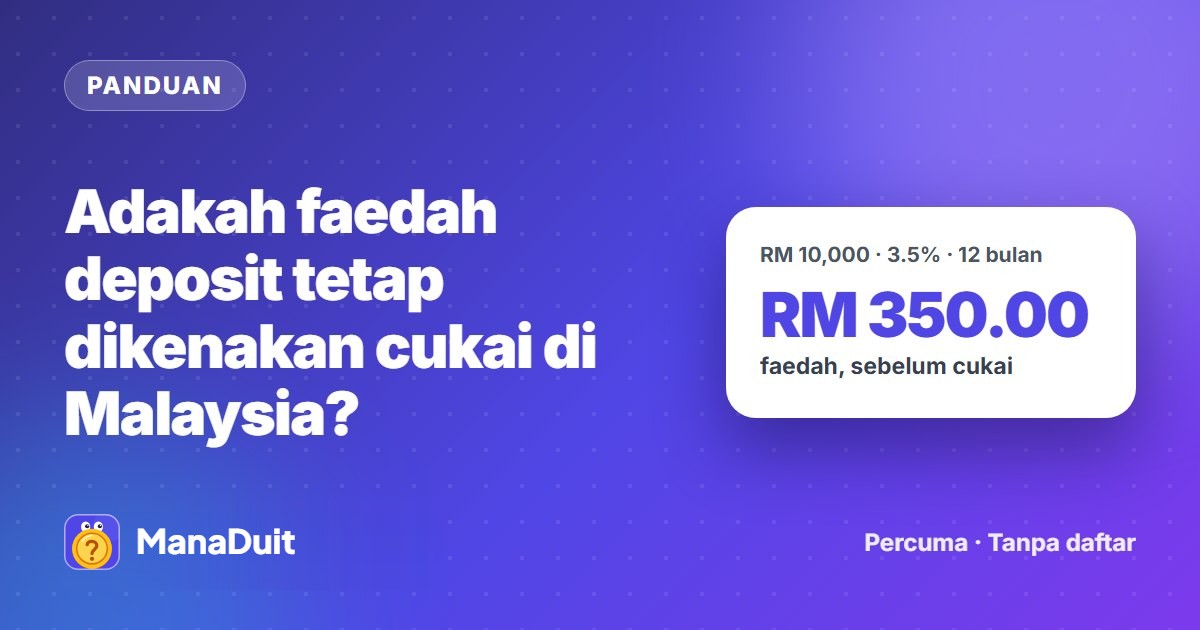 PANDUAN
Adakah faedah
deposit tetap
dikenakan cukai di
Malaysia?
RM 10,000 · 3.5% · 12 bulan
RM 350.00
faedah, sebelum cukai
?
ManaDuit
Percuma · Tanpa daftar